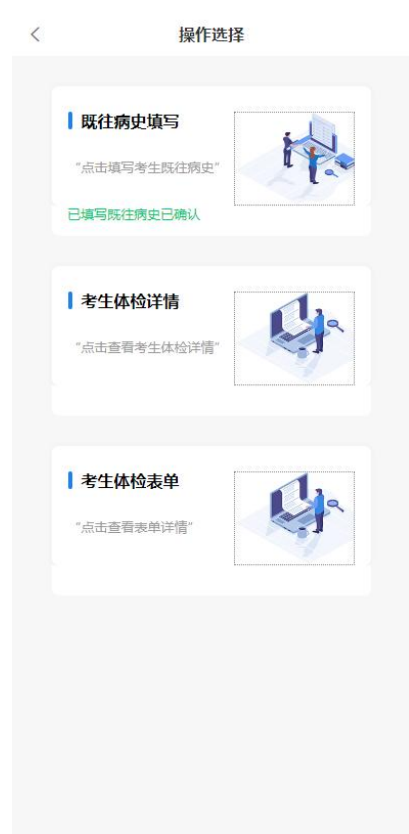 操作选择
既往病史填写
“点击填写考生既往病史”
已填写既往病史已确认
考生体检详情
“点击查看考生体检详情”
考生体检表单
“点击查看表单详情”